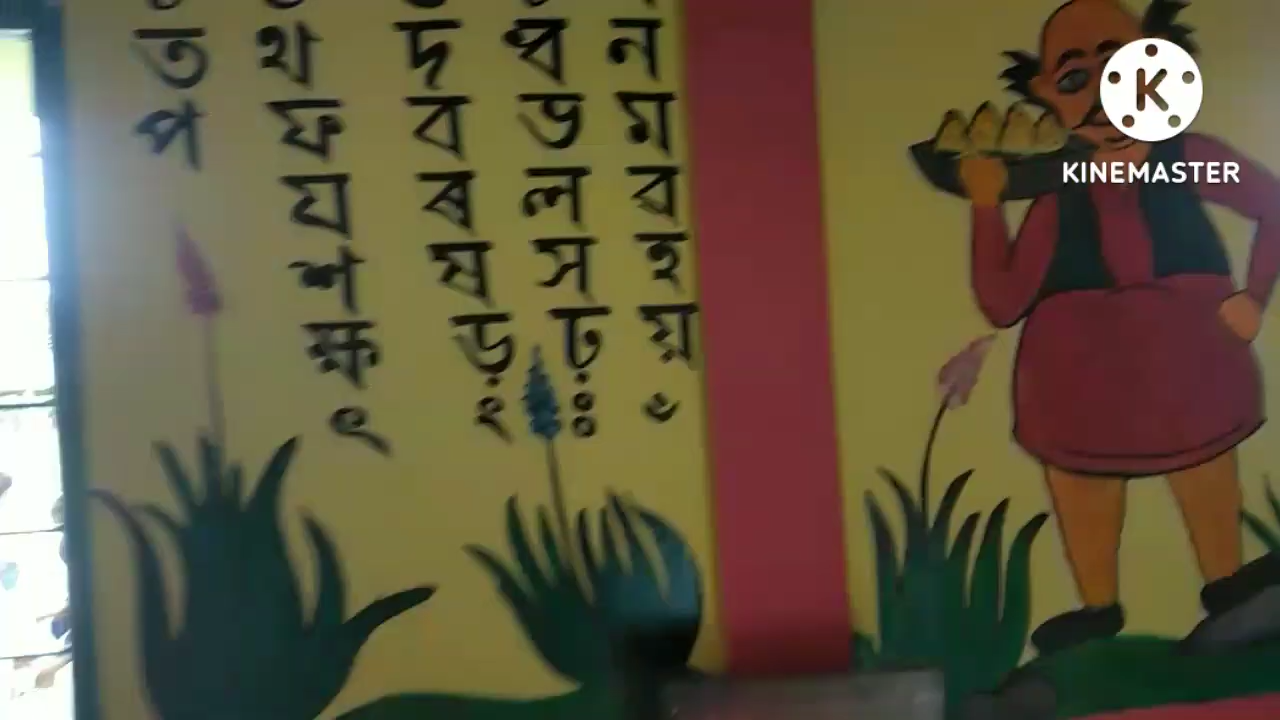 ত থ দ ধ ন
প ফ ব ভ ম
য ৰ ল ব
শ ষ স হ
ক্ষ ড় ঢ় য়
ৎ ং ঃ ঁ
K
KINEMASTER